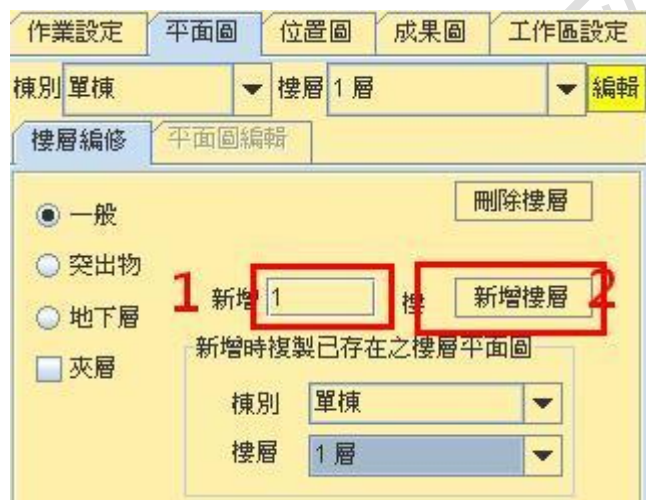 作業設定 平面圖 位置圖 成果圖 工作區設定
棟別 單棟 樓層 1 層 編輯
樓層編修 平面圖編輯
一般 刪除樓層
突出物
1 新增 1 樓 新增樓層 2
地下層
新增時複製已存在之樓層平面圖
夾層
棟別 單棟
樓層 1 層